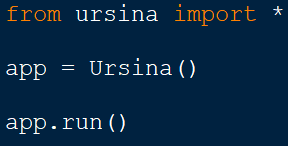 from ursina import *
app = Ursina()
app.run()